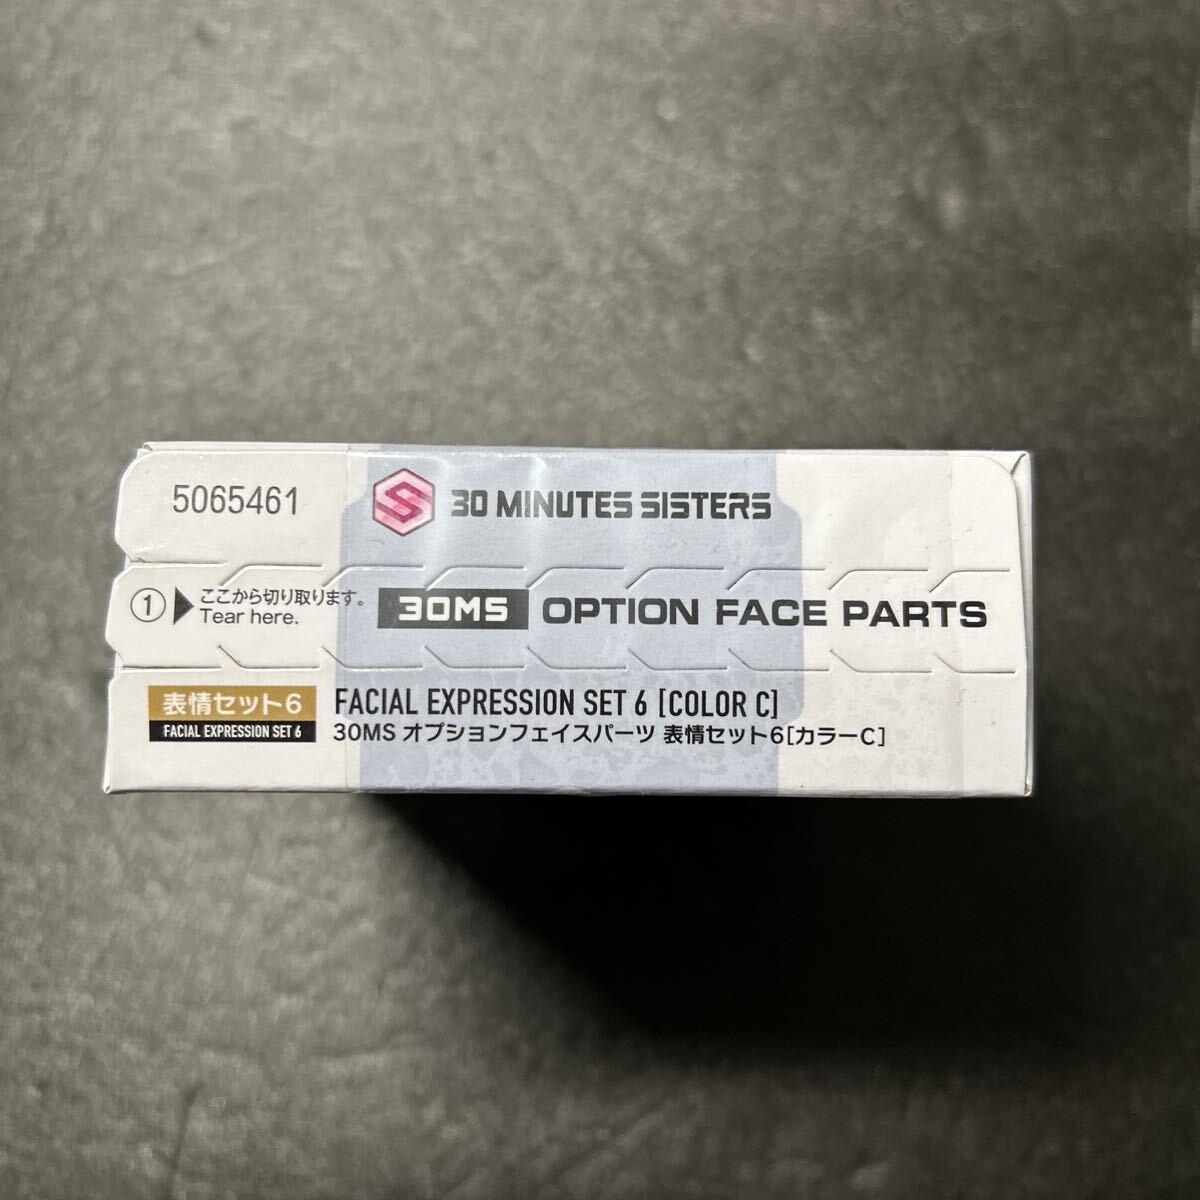 5065461
30 MINUTES SISTERS
① ▶ ここから切り取ります。
Tear here.
30MS OPTION FACE PARTS
表情セット6
FACIAL EXPRESSION SET 6
FACIAL EXPRESSION SET 6 [COLOR C]
30MS オプションフェイスパーツ 表情セット6[カラーC]